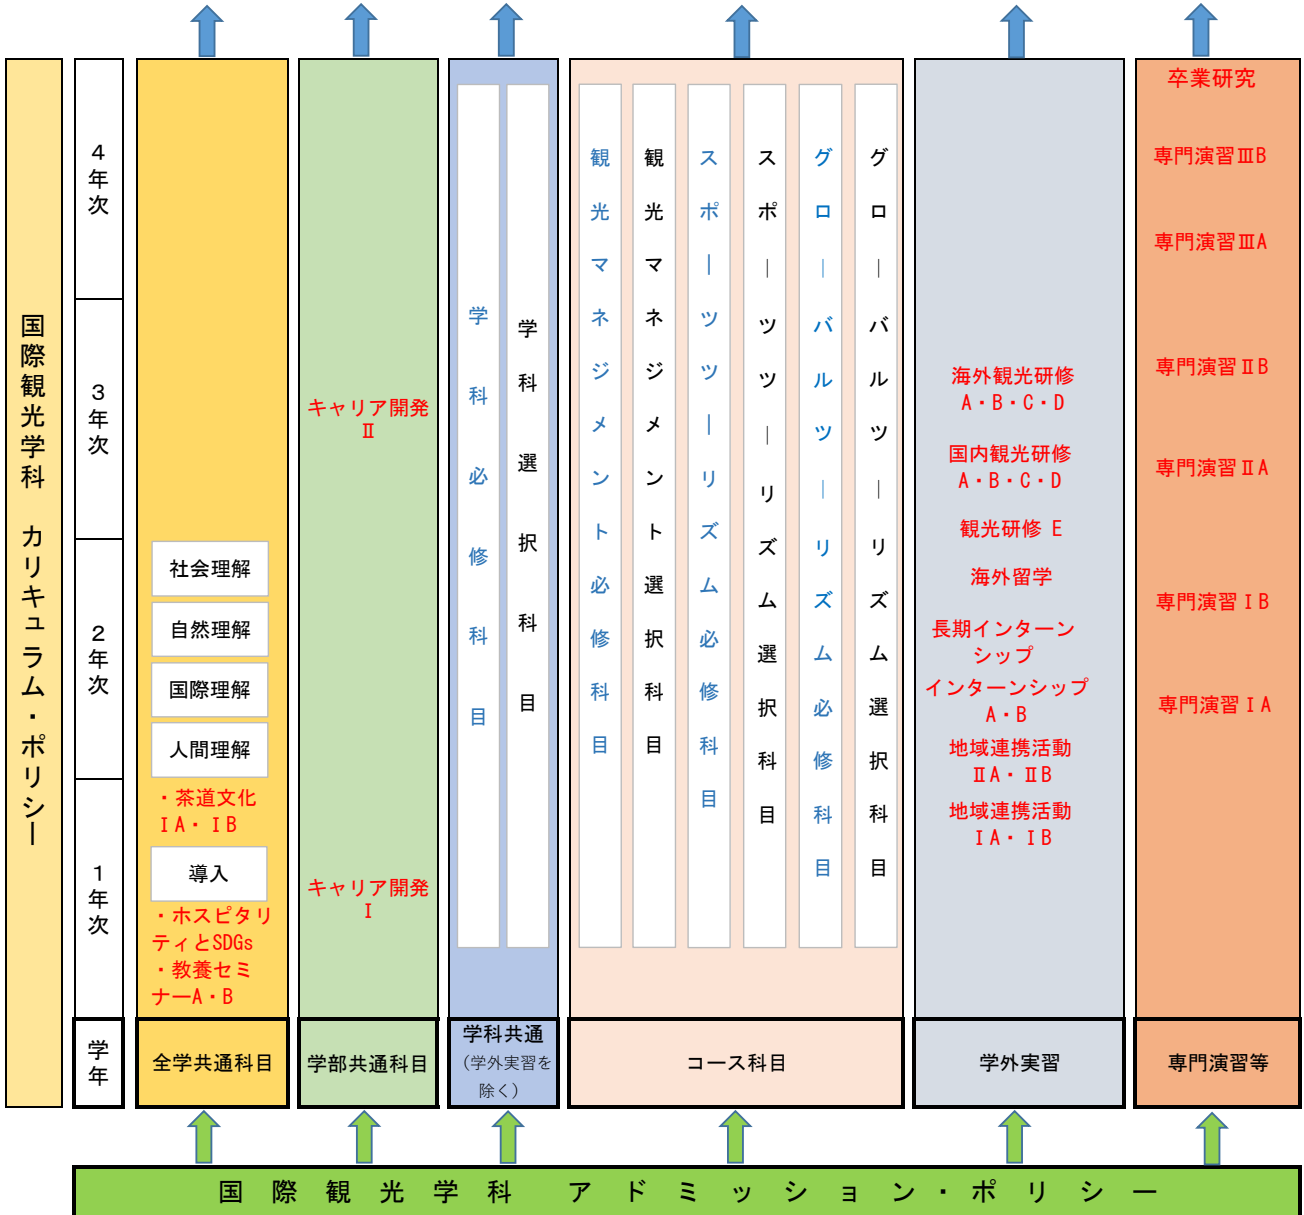 国際観光学科 カリキュラム・ポリシー
4年次
3年次
2年次
1年次
学年
社会理解
自然理解
国際理解
人間理解
・茶道文化
ⅠA・ⅠB
導入
・ホスピタリ
ティとSDGs
・教養セミ
ナーA・B
全学共通科目
キャリア開発
Ⅱ
キャリア開発
Ⅰ
学部共通科目
学科必修科目
学科選択科目
学科共通
(学外実習を
除く)
観光マネジメント必修科目
観光マネジメント選択科目
スポーツツーリズム必修科目
スポーツツーリズム選択科目
グローバルツーリズム必修科目
グローバルツーリズム選択科目
コース科目
海外観光研修
A・B・C・D
国内観光研修
A・B・C・D
観光研修 E
海外留学
長期インターン
シップ
インターンシップ
A・B
地域連携活動
ⅡA・ⅡB
地域連携活動
ⅠA・ⅠB
学外実習
卒業研究
専門演習ⅢB
専門演習ⅢA
専門演習ⅡB
専門演習ⅡA
専門演習ⅠB
専門演習ⅠA
専門演習等
国際観光学科 アドミッション・ポリシー